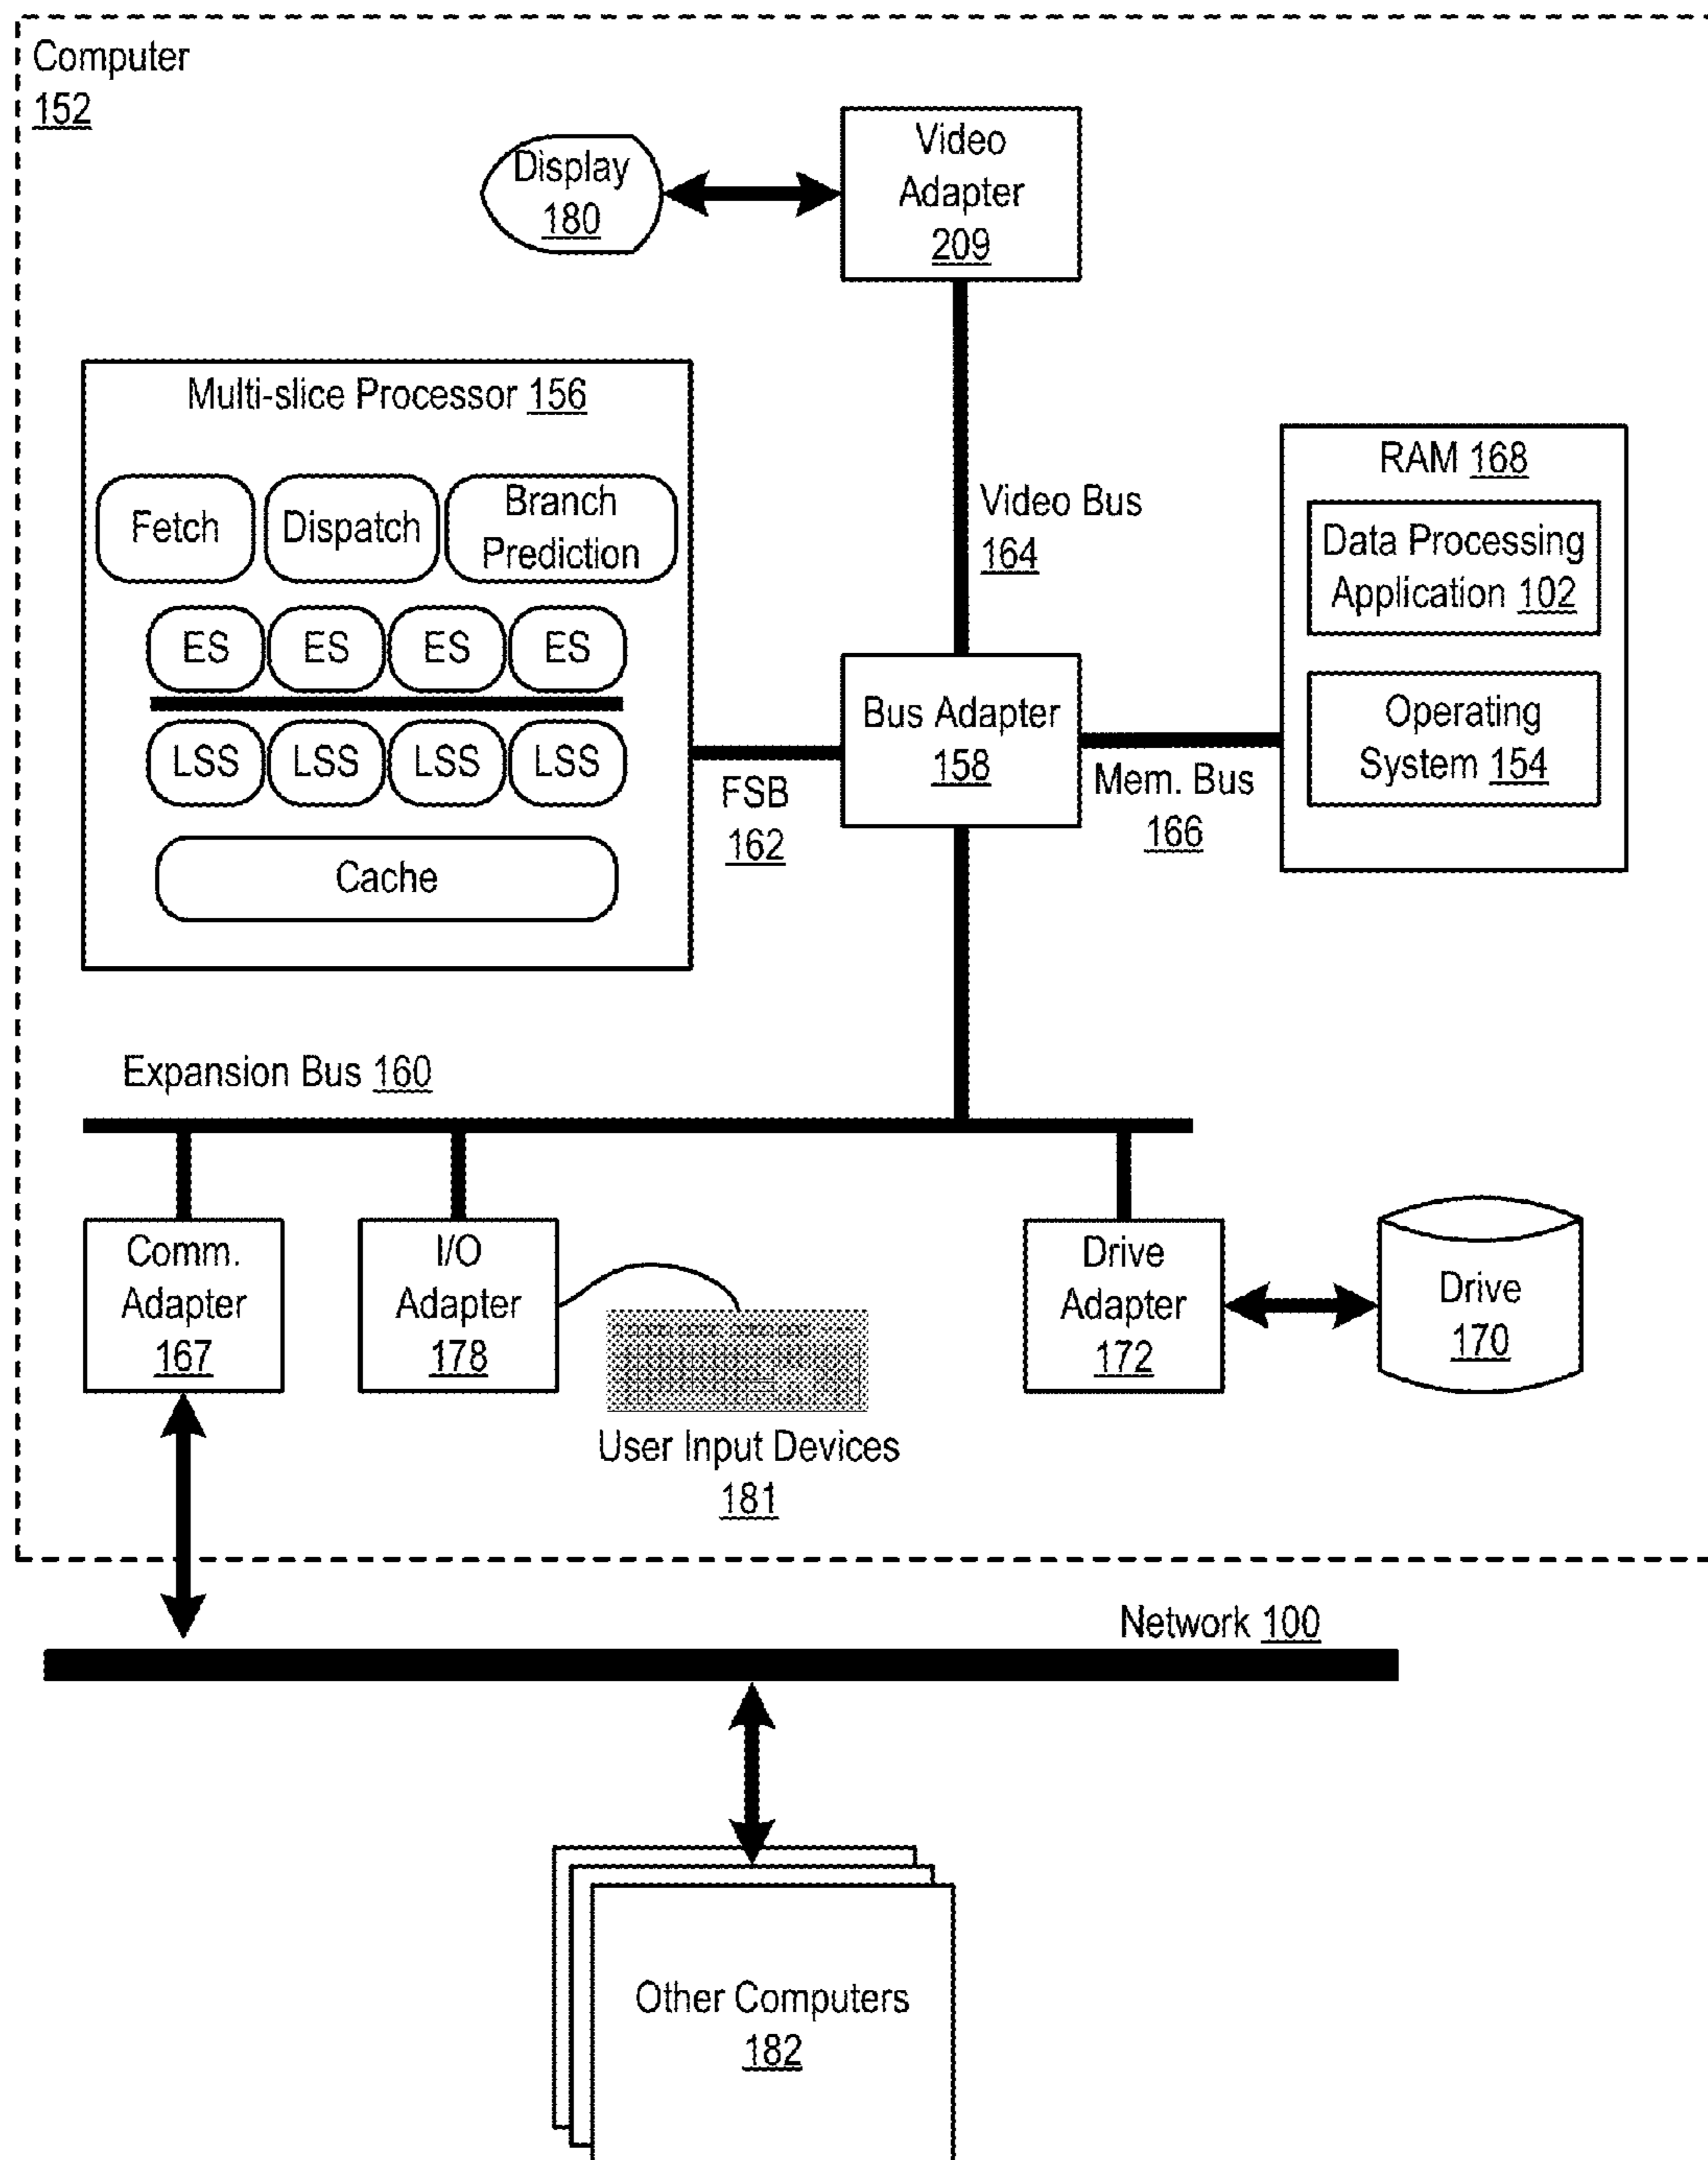 Computer
152
Display
180
Video
Adapter
209
Multi-slice Processor 156
Fetch
Dispatch
Branch
Prediction
ES
ES
ES
ES
LSS
LSS
LSS
LSS
Cache
Video Bus
164
RAM 168
Data Processing
Application 102
Operating
System 154
Bus Adapter
158
FSB
162
Mem. Bus
166
Expansion Bus 160
Comm.
Adapter
167
I/O
Adapter
178
User Input Devices
181
Drive
Adapter
172
Drive
170
Network 100
Other Computers
182